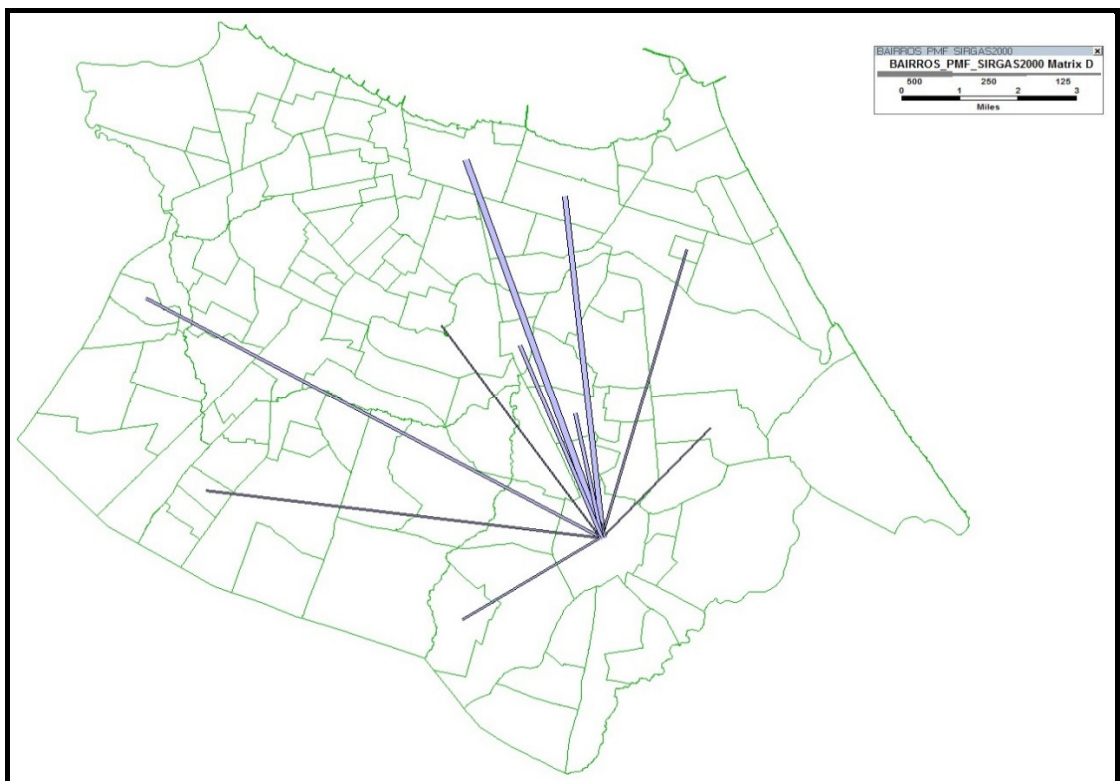 BAIRROS_PMF_SIRGAS2000
BAIRROS_PMF_SIRGAS2000 Matrix D
500 250 125
0 1 2 3
Miles